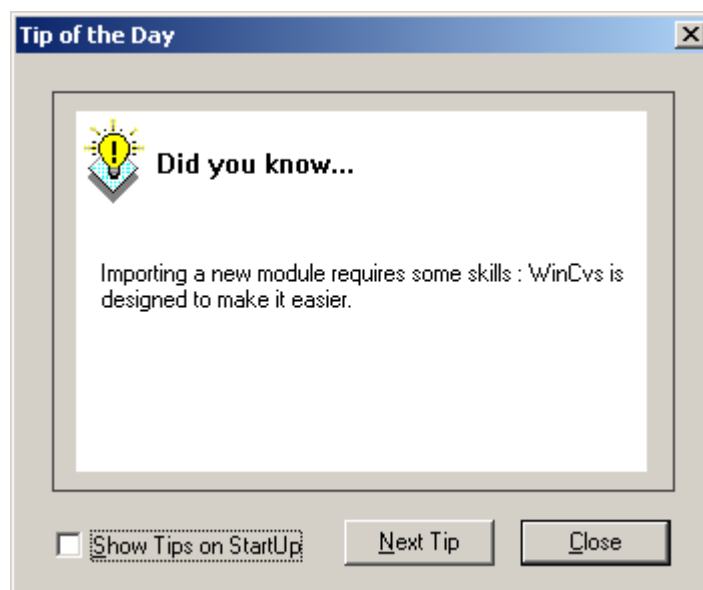 Tip of the Day
Did you know...
Importing a new module requires some skills : WinCvs is
designed to make it easier.
Show Tips on StartUp
Next Tip
Close